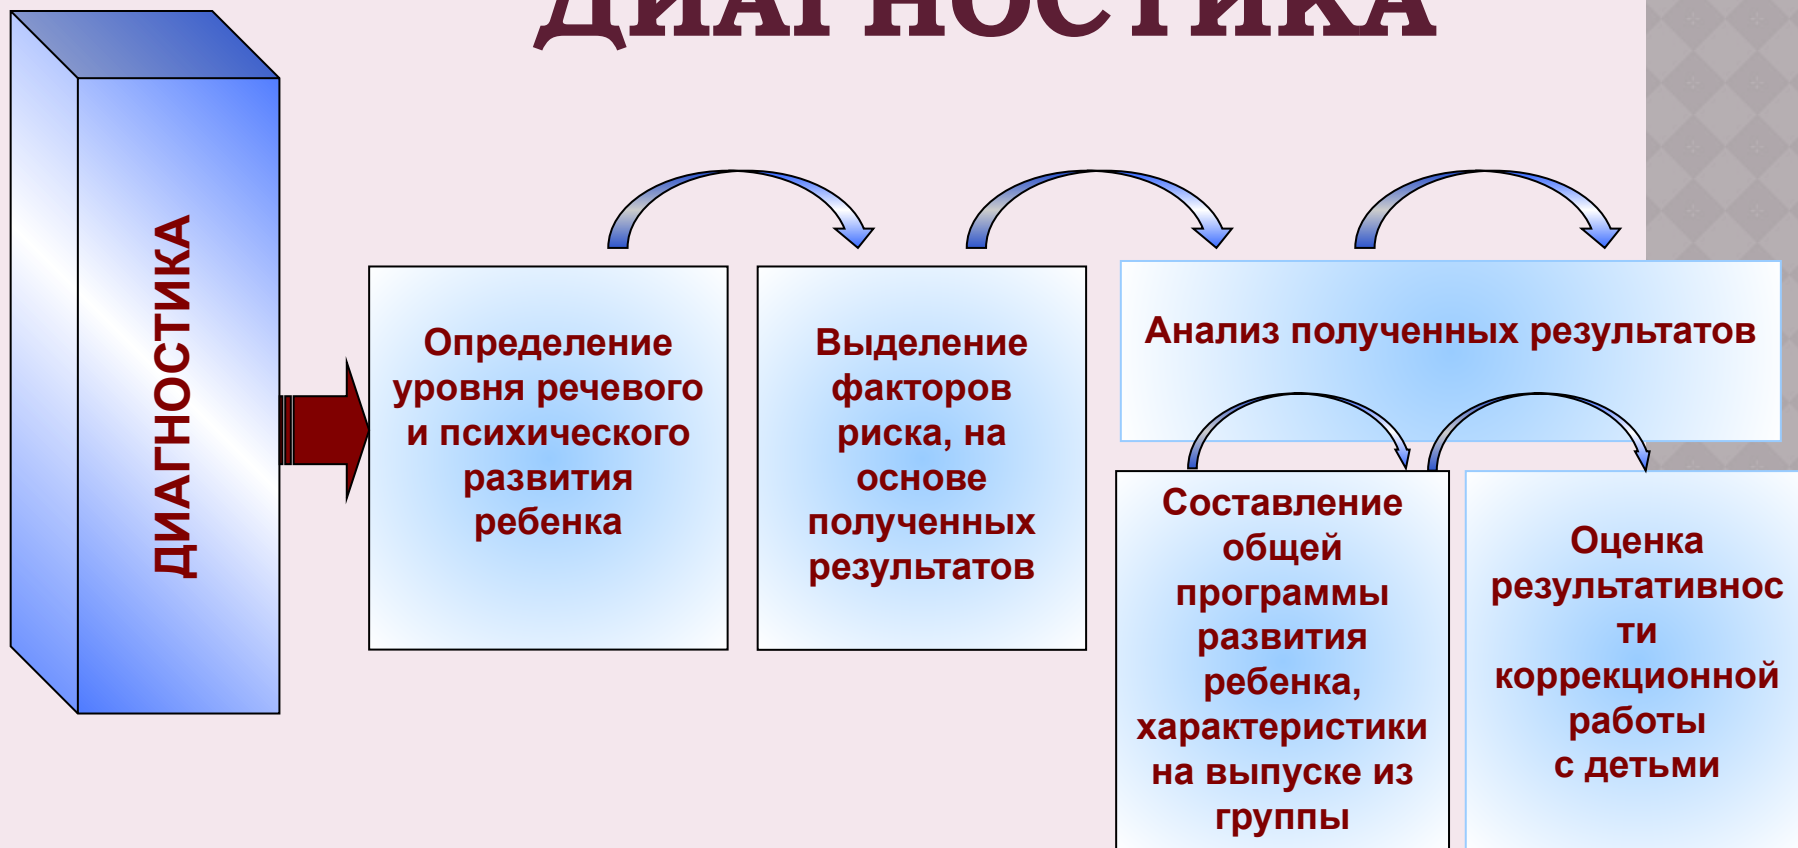 ДИАГНОСТИКА
ДИАГНОСТИКА
Определение
уровня речевого
и психического
развития
ребенка
Выделение
факторов
риска, на
основе
полученных
результатов
Анализ полученных результатов
Составление
общей
программы
развития
ребенка,
характеристики
на выпуске из
группы
Оценка
результативнос
ти
коррекционной
работы
с детьми